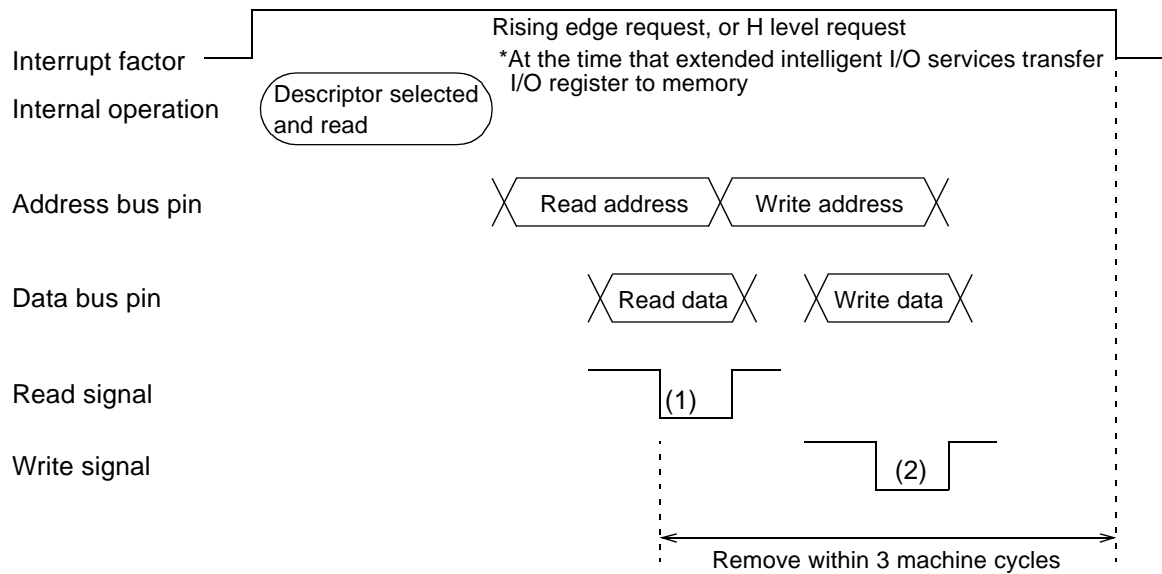 Rising edge request, or H level request
Interrupt factor
*At the time that extended intelligent I/O services transfer
I/O register to memory
Internal operation
Descriptor selected
and read
Address bus pin
Read address
Write address
Data bus pin
Read data
Write data
Read signal
(1)
Write signal
(2)
Remove within 3 machine cycles